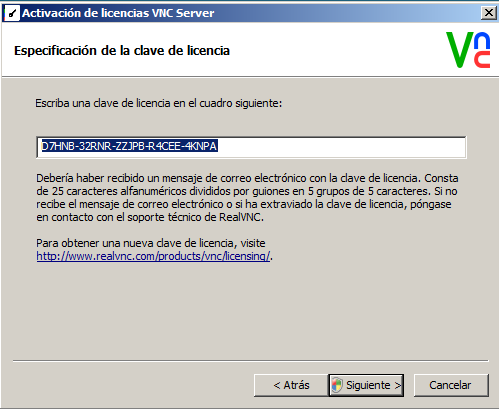 Activación de licencias VNC Server
Especificación de la clave de licencia
Vnc
Escriba una clave de licencia en el cuadro siguiente:
D7HNB-32RNR-ZZJPB-R4CEE-4KNPA
Debería haber recibido un mensaje de correo electrónico con la clave de licencia. Consta
de 25 caracteres alfanuméricos divididos por guiones en 5 grupos de 5 caracteres. Si no
recibe el mensaje de correo electrónico o si ha extraviado la clave de licencia, póngase
en contacto con el soporte técnico de RealVNC.
Para obtener una nueva clave de licencia, visite
http://www.realvnc.com/products/vnc/licensing/.
< Atrás
Siguiente >
Cancelar